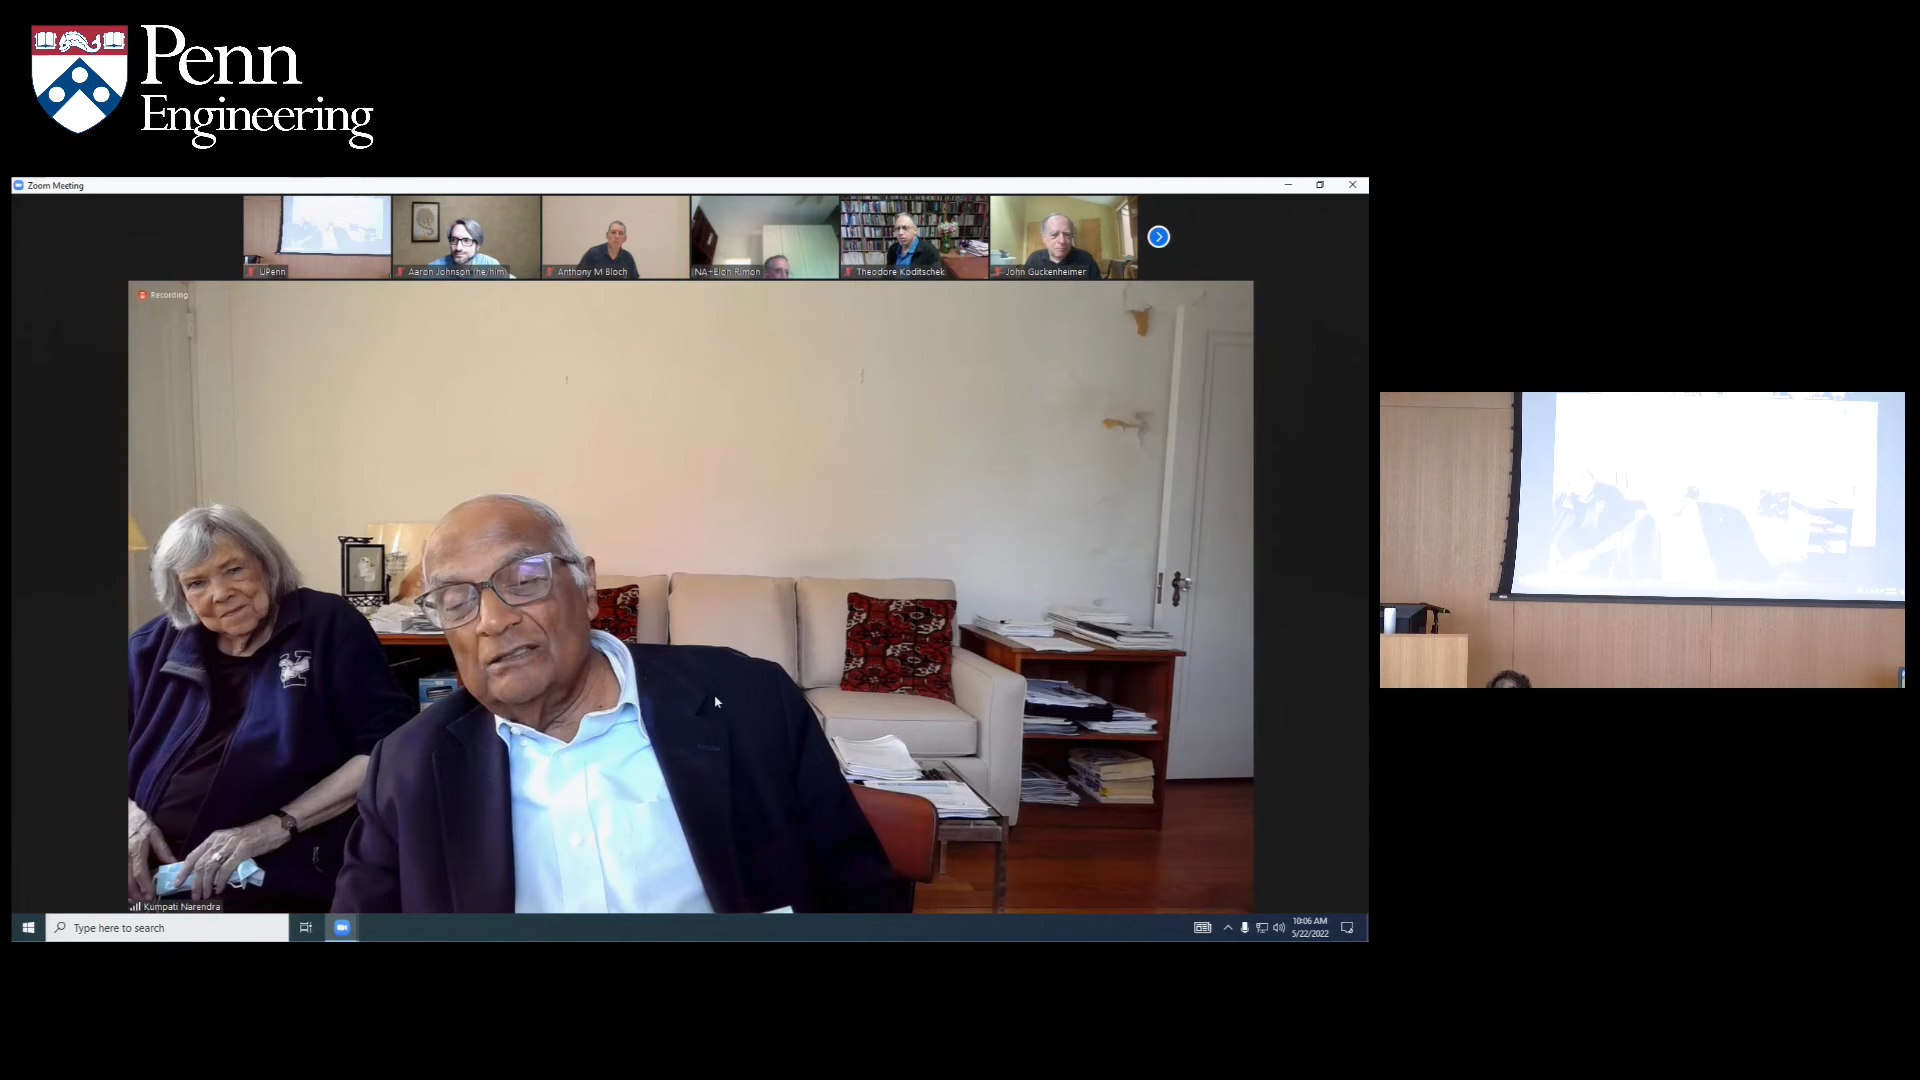 Penn
Engineering
Zoom Meeting
UPenn
Aaron Johnson (he/him)
Anthony M Bloch
NA+Elon Rimon
Theodore Koditschek
John Guckenheimer
Recording
Y
Kumpati Narendra
Type here to search
10:06 AM
5/22/2022